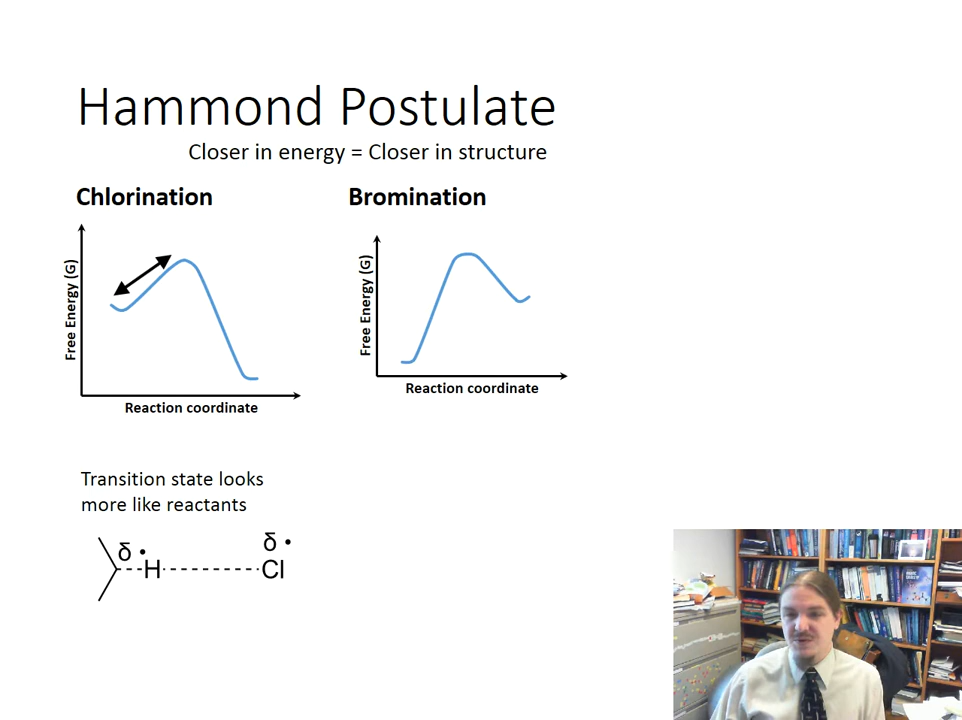 Hammond Postulate
Closer in energy = Closer in structure
Chlorination
Bromination
Free Energy (G)
Reaction coordinate
Free Energy (G)
Reaction coordinate
Transition state looks
more like reactants
δ • δ •
H Cl